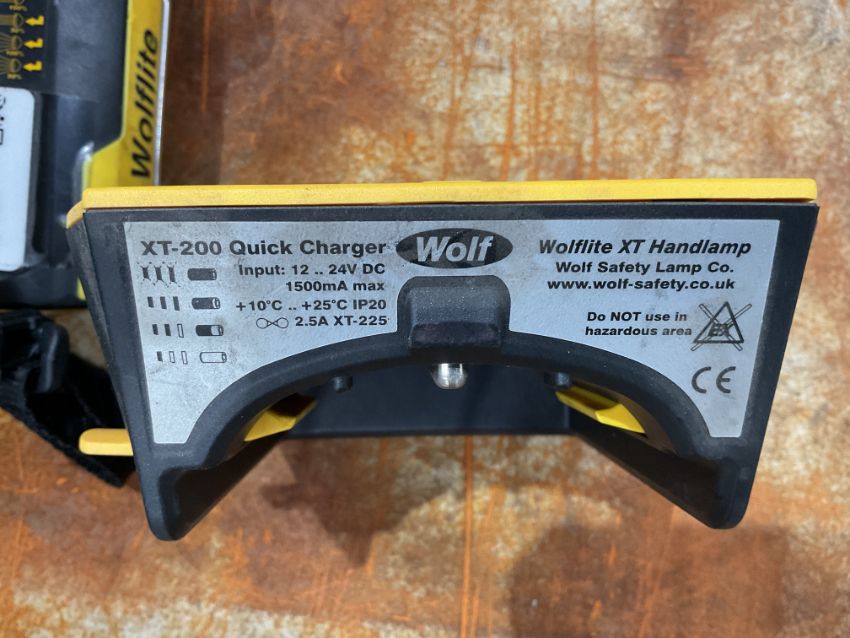 Wolflite
XT-200 Quick Charger
Input: 12 .. 24V DC
1500mA max
+10°C .. +25°C IP20
2.5A XT-225
Wolf
Wolflite XT Handlamp
Wolf Safety Lamp Co.
www.wolf-safety.co.uk
Do NOT use in
hazardous area
Ex
CE